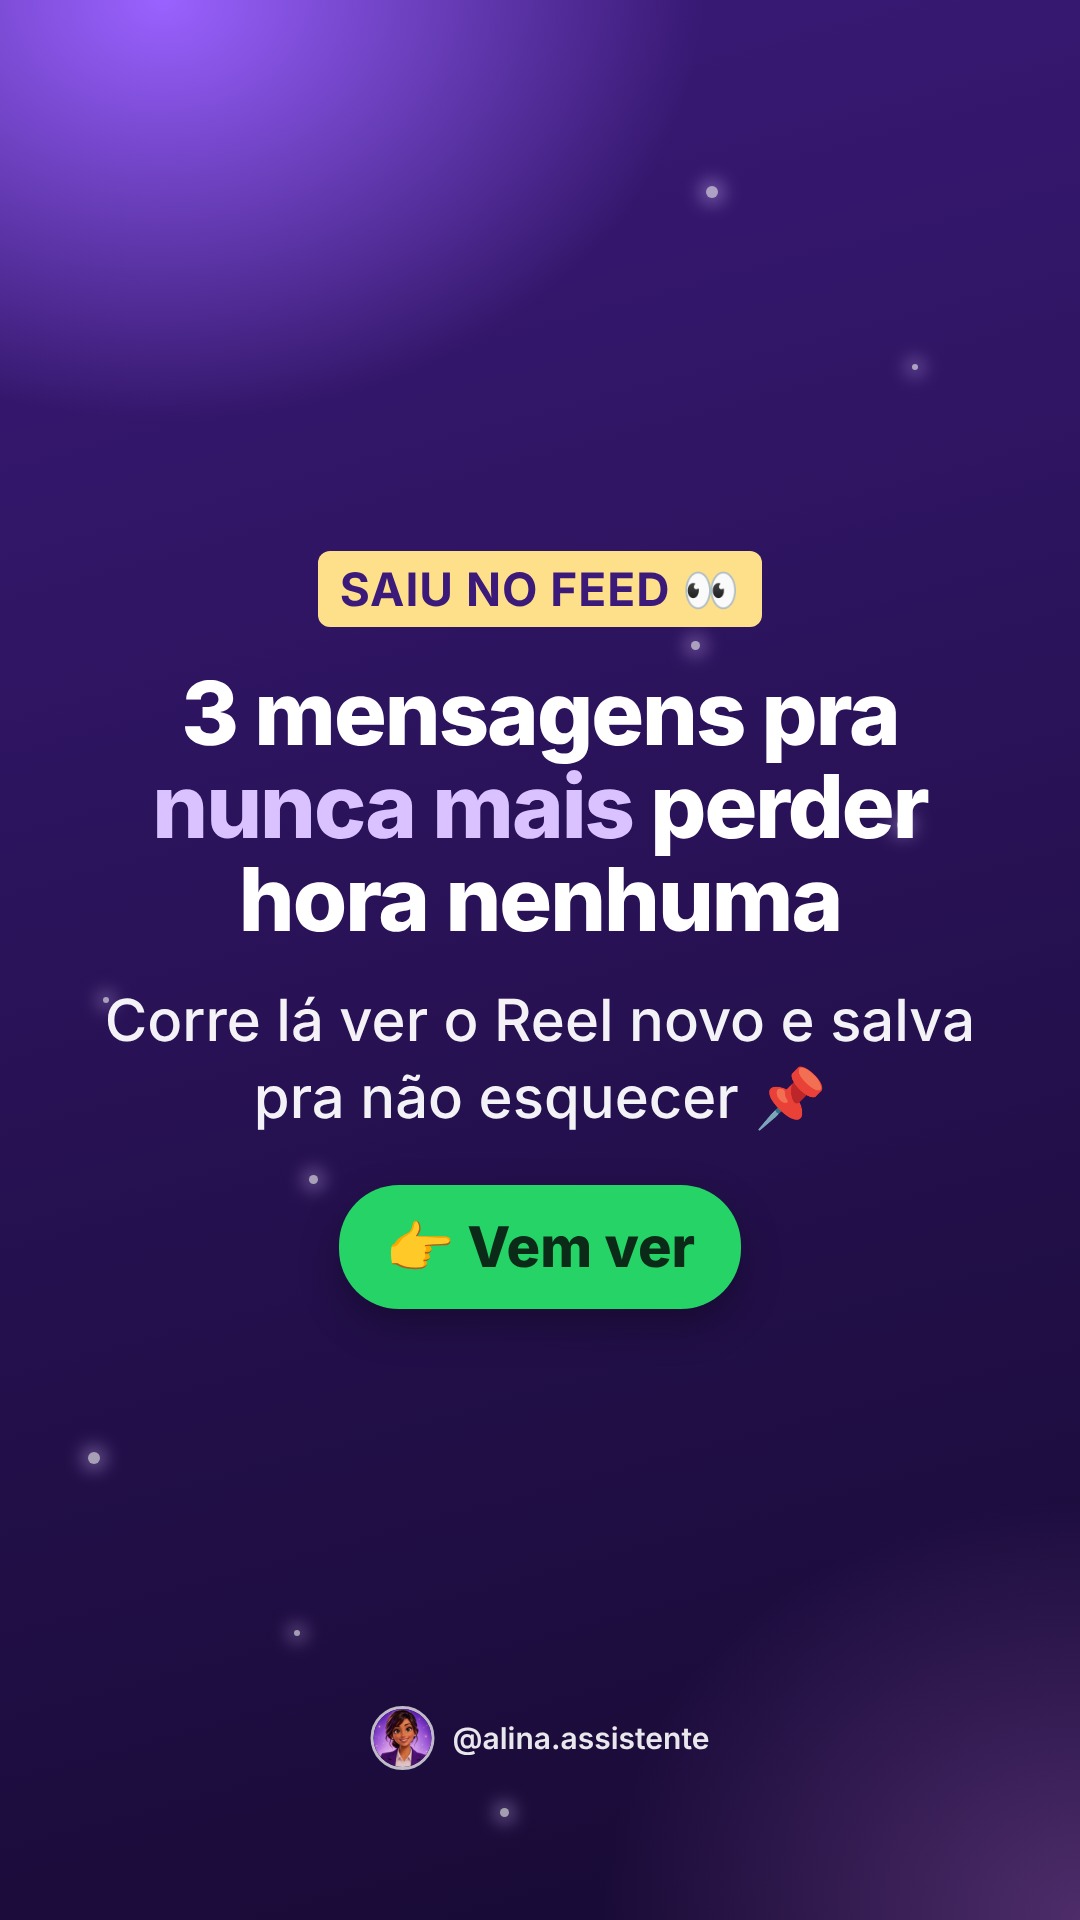 SAIU NO FEED 👀
3 mensagens pra
nunca mais perder
hora nenhuma
Corre lá ver o Reel novo e salva
pra não esquecer 📌
👉 Vem ver
@alina.assistente